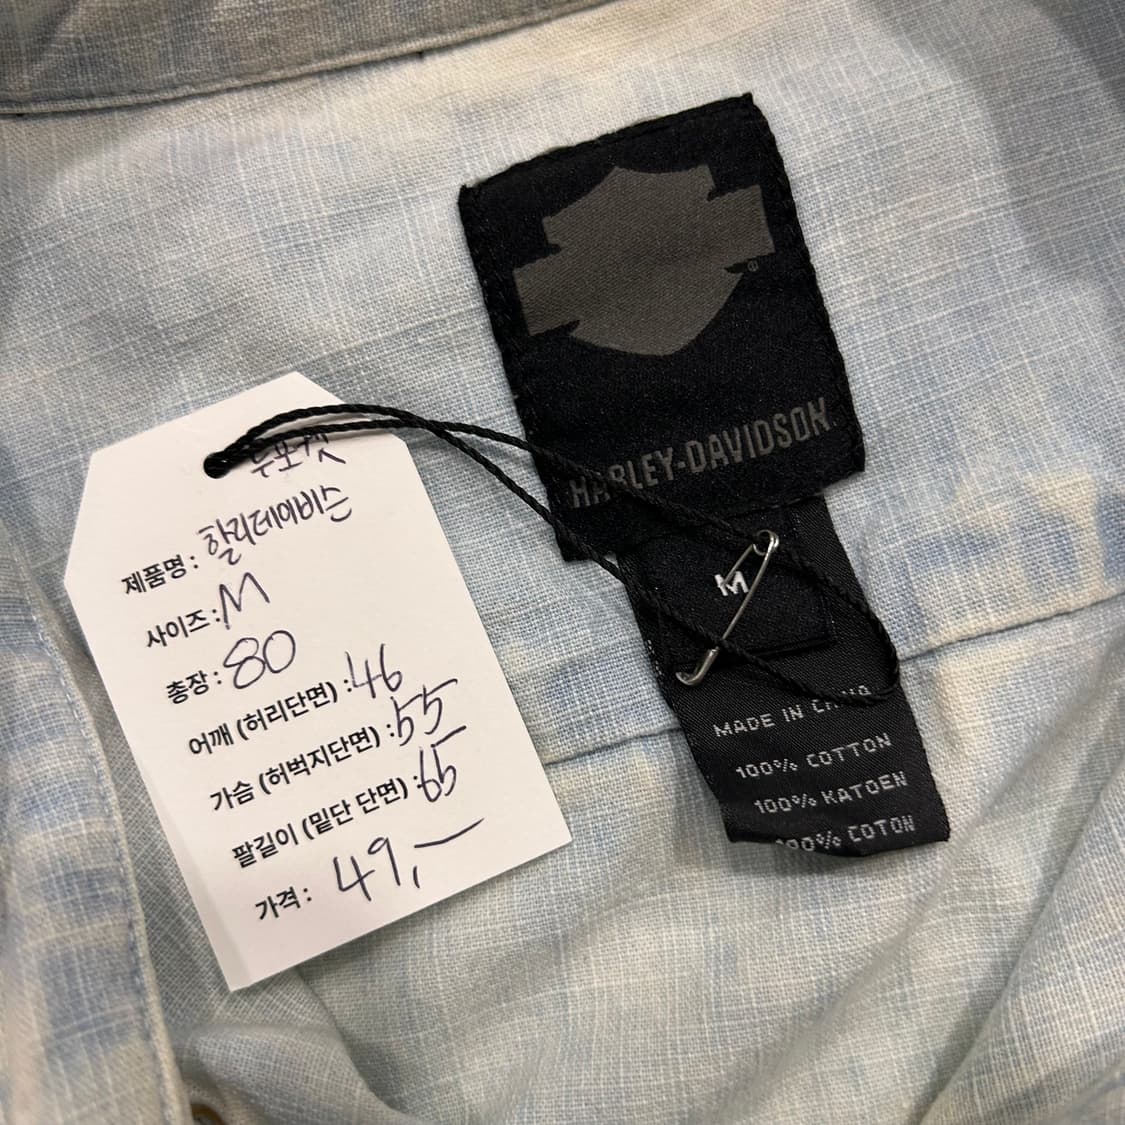 두포켓
제품명 : 할리데이비슨
사이즈 : M
총장 : 80
어깨 (허리단면) : 46
가슴 (허벅지단면) : 55
팔길이 (밑단 단면) : 65
가격 : 49,-
HARLEY-DAVIDSON
M
MADE IN CHINA
100% COTTON
100% KATOEN
100% COTON